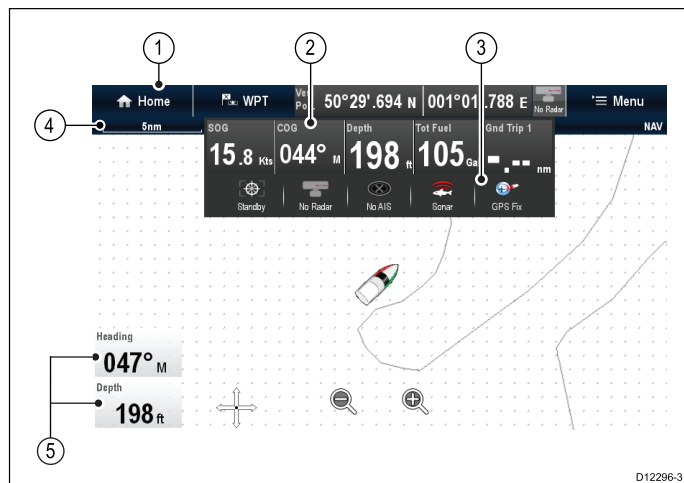 1
2
3
Home
WPT
50°29'.694 N
001°01 .788 E
No Radar
Menu
4
5nm
NAV
SOG
COG
Depth
Tot Fuel
Gnd Trip 1
15.8 Kts
044° M
198 ft
105
-.-- nm
Standby
No Radar
No AIS
Sonar
GPS Fix
Heading
047° M
Depth
198 ft
5
D12296-3